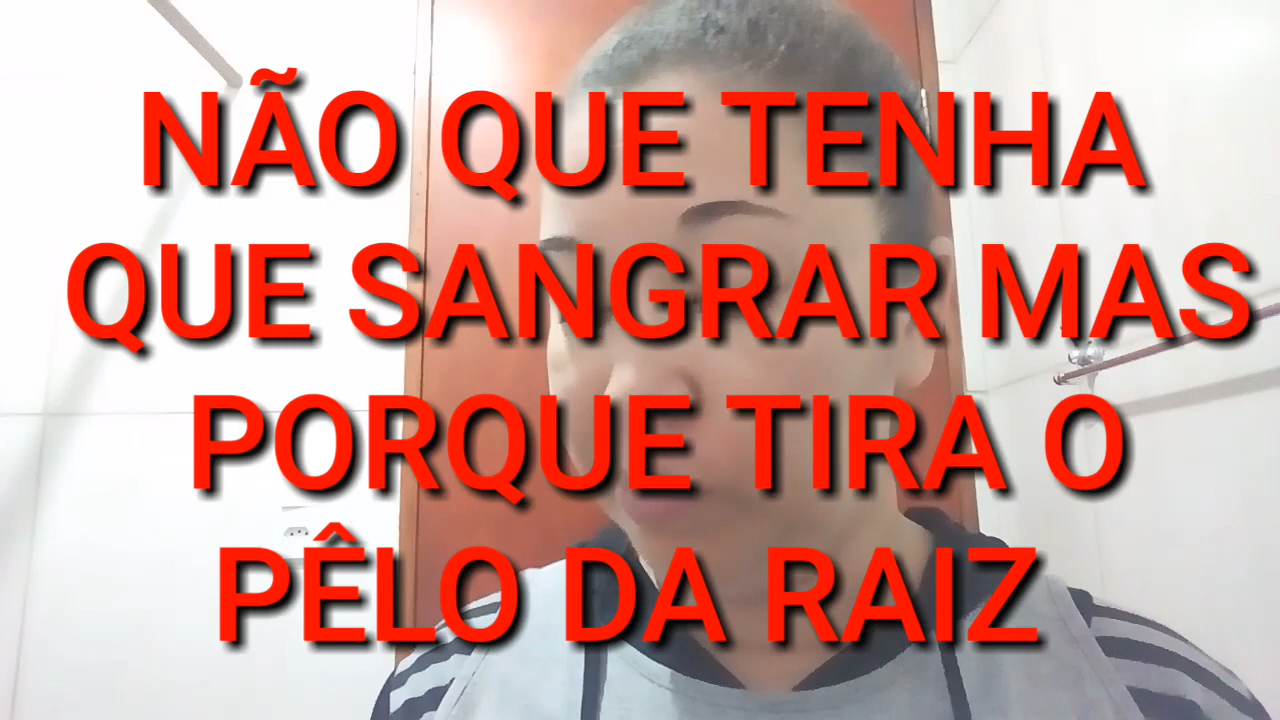 NÃO QUE TENHA
QUE SANGRAR MAS
PORQUE TIRA O
PÊLO DA RAIZ